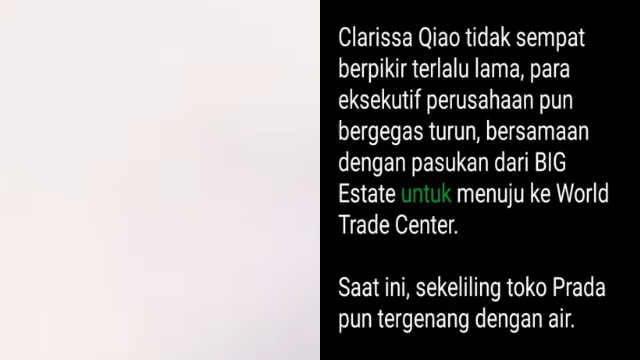 Clarissa Qiao tidak sempat
berpikir terlalu lama, para
eksekutif perusahaan pun
bergegas turun, bersamaan
dengan pasukan dari BIG
Estate untuk menuju ke World
Trade Center.
Saat ini, sekeliling toko Prada
pun tergenang dengan air.